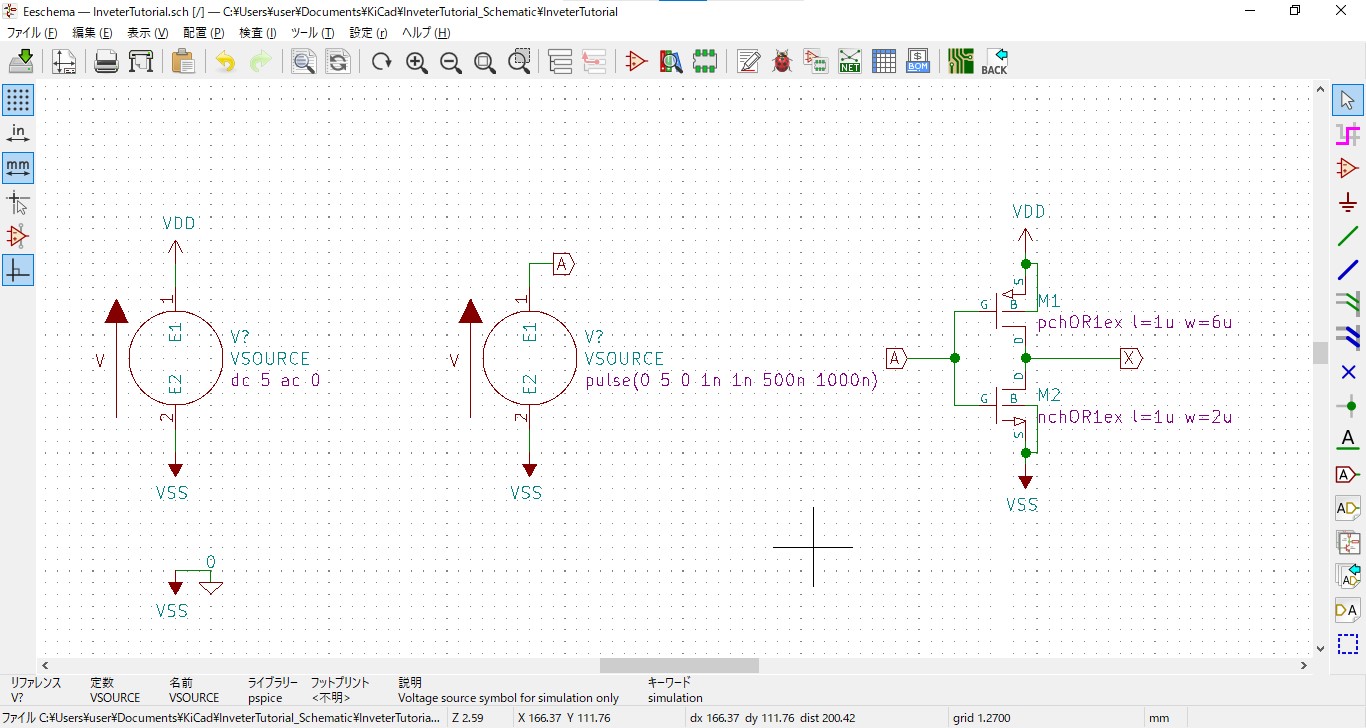 Eeschema — InveterTutorial.sch [/] — C:¥Users¥user¥Documents¥KiCad¥InveterTutorial_Schematic¥InveterTutorial
ファイル (F) 編集 (E) 表示 (V) 配置 (P) 検査 (I) ツール (T) 設定 (r) ヘルプ (H)
NET
BOM
BACK
in
mm
VDD
1
E1
V
E2
2
V?
VSOURCE
dc 5 ac 0
VSS
0
VSS
A
1
E1
V
E2
2
V?
VSOURCE
pulse(0 5 0 1n 1n 500n 1000n)
VSS
VDD
S
G
B
D
M1
pchOR1ex l=1u w=6u
A
X
D
G
B
S
M2
nchOR1ex l=1u w=2u
VSS
A
A
AD
AD
DA
リファレンス 定数 名前 ライブラリー フットプリント 説明 キーワード
V? VSOURCE VSOURCE pspice <不明> Voltage source symbol for simulation only simulation
ファイル C:¥Users¥user¥Documents¥KiCad¥InveterTutorial_Schematic¥InveterTutoria... Z 2.59 X 166.37 Y 111.76 dx 166.37 dy 111.76 dist 200.42 grid 1.2700 mm